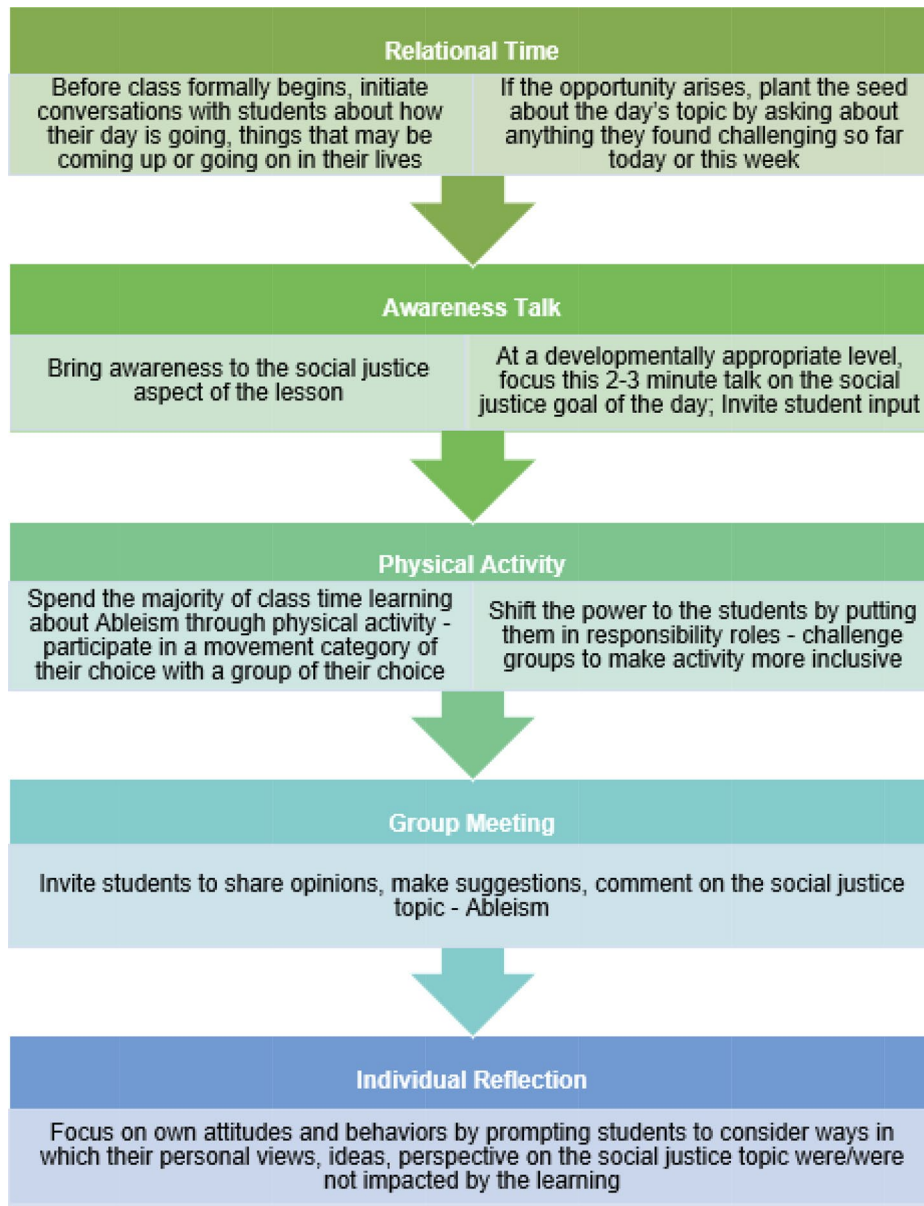 Relational Time
Before class formally begins, initiate
conversations with students about how
their day is going, things that may be
coming up or going on in their lives
If the opportunity arises, plant the seed
about the day's topic by asking about
anything they found challenging so far
today or this week
Awareness Talk
Bring awareness to the social justice
aspect of the lesson
At a developmentally appropriate level,
focus this 2-3 minute talk on the social
justice goal of the day; Invite student input
Physical Activity
Spend the majority of class time learning
about Ableism through physical activity -
participate in a movement category of
their choice with a group of their choice
Shift the power to the students by putting
them in responsibility roles - challenge
groups to make activity more inclusive
Group Meeting
Invite students to share opinions, make suggestions, comment on the social justice
topic - Ableism
Individual Reflection
Focus on own attitudes and behaviors by prompting students to consider ways in
which their personal views, ideas, perspective on the social justice topic were/were
not impacted by the learning